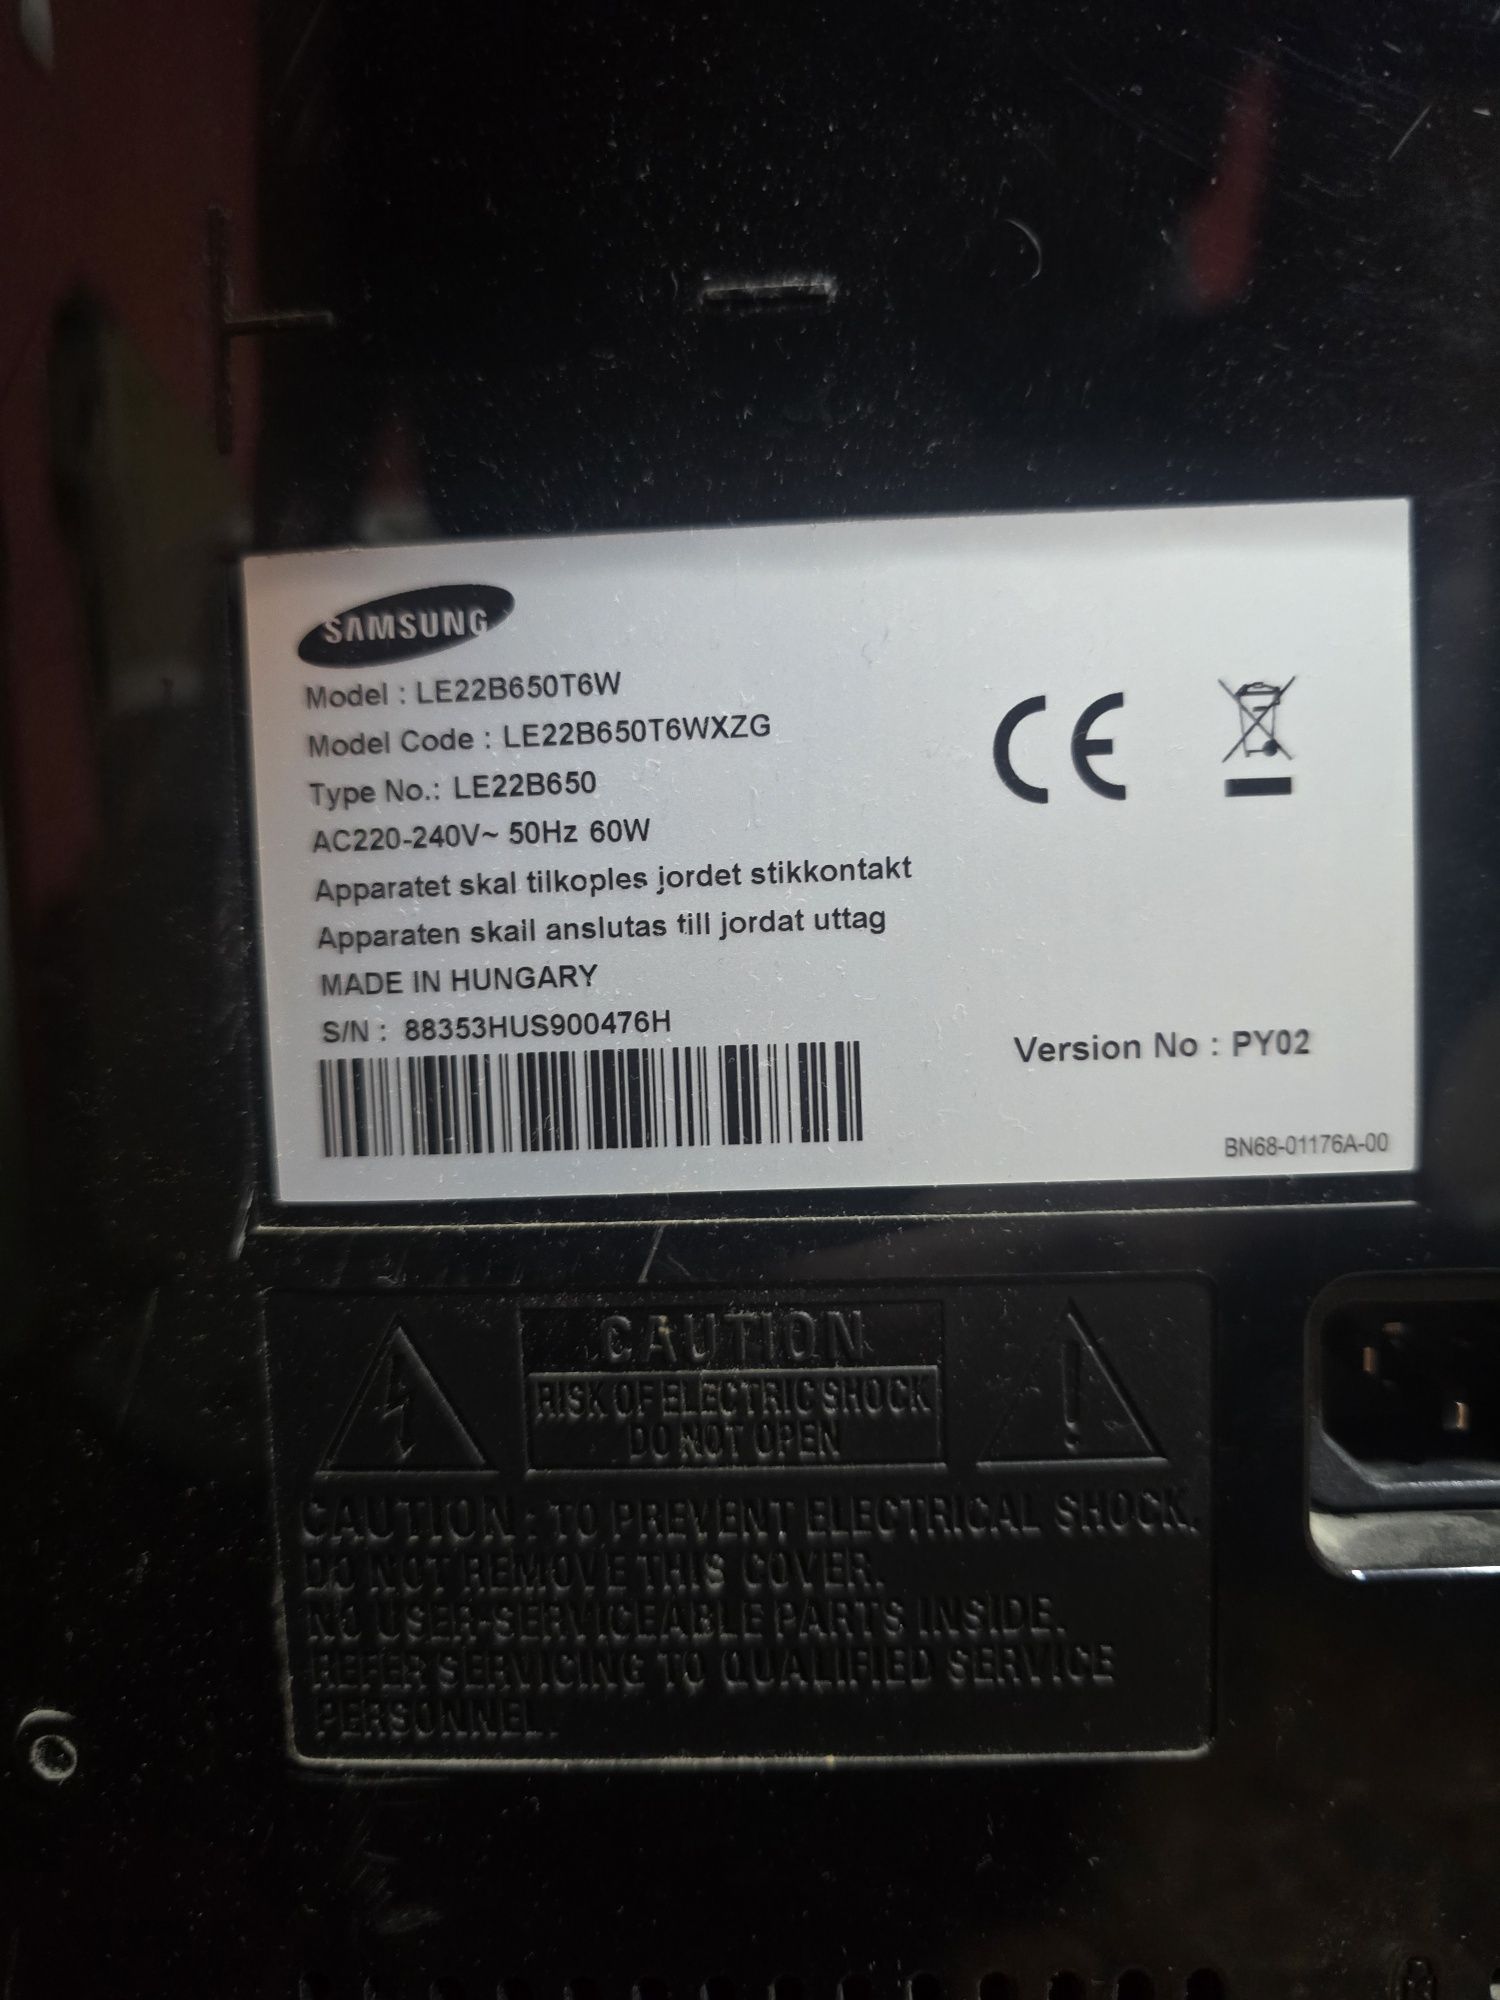 SAMSUNG
Model : LE22B650T6W
Model Code : LE22B650T6WXZG
Type No.: LE22B650
AC220-240V~ 50Hz 60W
Apparatet skal tilkoples jordet stikkontakt
Apparaten skail anslutas till jordat uttag
MADE IN HUNGARY
S/N : 88353HUS900476H
CE
Version No : PY02
BN68-01176A-00
CAUTION
RISK OF ELECTRIC SHOCK
DO NOT OPEN
CAUTION : TO PREVENT ELECTRICAL SHOCK,
DO NOT REMOVE THIS COVER.
NO USER-SERVICEABLE PARTS INSIDE.
REFER SERVICING TO QUALIFIED SERVICE
PERSONNEL.